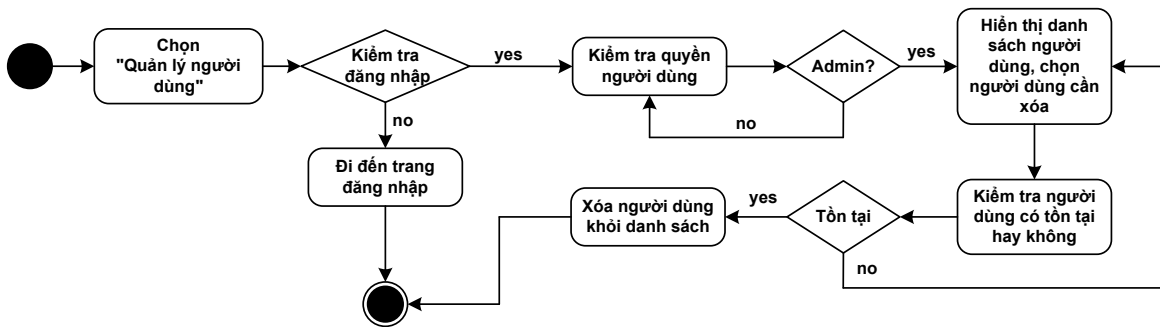 Chọn
"Quản lý người
dùng"
Kiểm tra
đăng nhập
yes
Kiểm tra quyền
người dùng
Admin?
yes
Hiển thị danh
sách người
dùng, chọn
người dùng cần
xóa
no
no
Đi đến trang
đăng nhập
Xóa người dùng
khỏi danh sách
yes
Tồn tại
Kiểm tra người
dùng có tồn tại
hay không
no